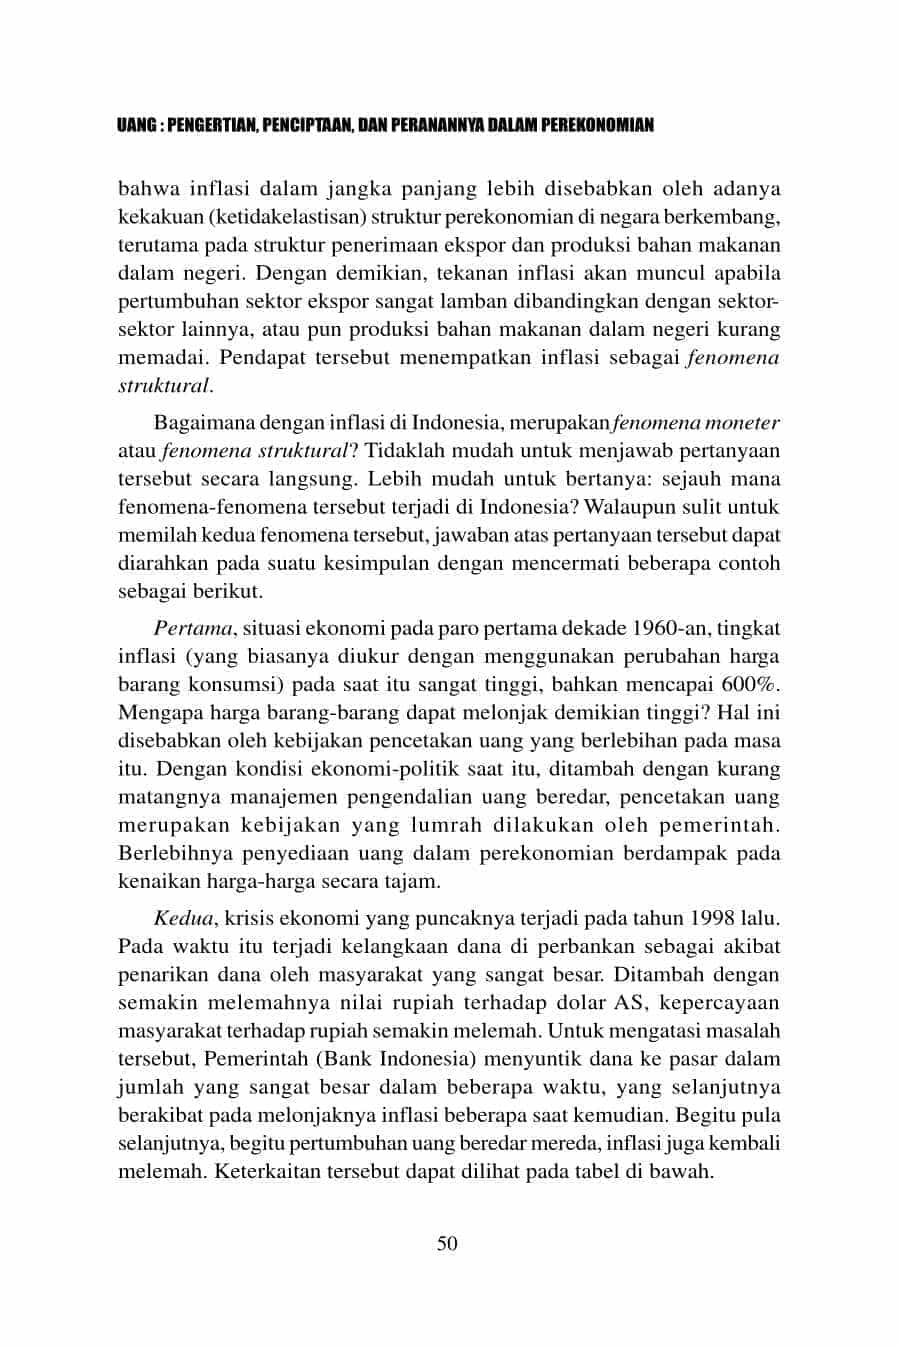 UANG : PENGERTIAN, PENCIPTAAN, DAN PERANANNYA DALAM PEREKONOMIAN
bahwa inflasi dalam jangka panjang lebih disebabkan oleh adanya
kekakuan (ketidakelastisan) struktur perekonomian di negara berkembang,
terutama pada struktur penerimaan ekspor dan produksi bahan makanan
dalam negeri. Dengan demikian, tekanan inflasi akan muncul apabila
pertumbuhan sektor ekspor sangat lamban dibandingkan dengan sektor-
sektor lainnya, atau pun produksi bahan makanan dalam negeri kurang
memadai. Pendapat tersebut menempatkan inflasi sebagai fenomena
struktural.
Bagaimana dengan inflasi di Indonesia, merupakan fenomena moneter
atau fenomena struktural? Tidaklah mudah untuk menjawab pertanyaan
tersebut secara langsung. Lebih mudah untuk bertanya: sejauh mana
fenomena-fenomena tersebut terjadi di Indonesia? Walaupun sulit untuk
memilah kedua fenomena tersebut, jawaban atas pertanyaan tersebut dapat
diarahkan pada suatu kesimpulan dengan mencermati beberapa contoh
sebagai berikut.
Pertama, situasi ekonomi pada paro pertama dekade 1960-an, tingkat
inflasi (yang biasanya diukur dengan menggunakan perubahan harga
barang konsumsi) pada saat itu sangat tinggi, bahkan mencapai 600%.
Mengapa harga barang-barang dapat melonjak demikian tinggi? Hal ini
disebabkan oleh kebijakan pencetakan uang yang berlebihan pada masa
itu. Dengan kondisi ekonomi-politik saat itu, ditambah dengan kurang
matangnya manajemen pengendalian uang beredar, pencetakan uang
merupakan kebijakan yang lumrah dilakukan oleh pemerintah.
Berlebihnya penyediaan uang dalam perekonomian berdampak pada
kenaikan harga-harga secara tajam.
Kedua, krisis ekonomi yang puncaknya terjadi pada tahun 1998 lalu.
Pada waktu itu terjadi kelangkaan dana di perbankan sebagai akibat
penarikan dana oleh masyarakat yang sangat besar. Ditambah dengan
semakin melemahnya nilai rupiah terhadap dolar AS, kepercayaan
masyarakat terhadap rupiah semakin melemah. Untuk mengatasi masalah
tersebut, Pemerintah (Bank Indonesia) menyuntik dana ke pasar dalam
jumlah yang sangat besar dalam beberapa waktu, yang selanjutnya
berakibat pada melonjaknya inflasi beberapa saat kemudian. Begitu pula
selanjutnya, begitu pertumbuhan uang beredar mereda, inflasi juga kembali
melemah. Keterkaitan tersebut dapat dilihat pada tabel di bawah.
50